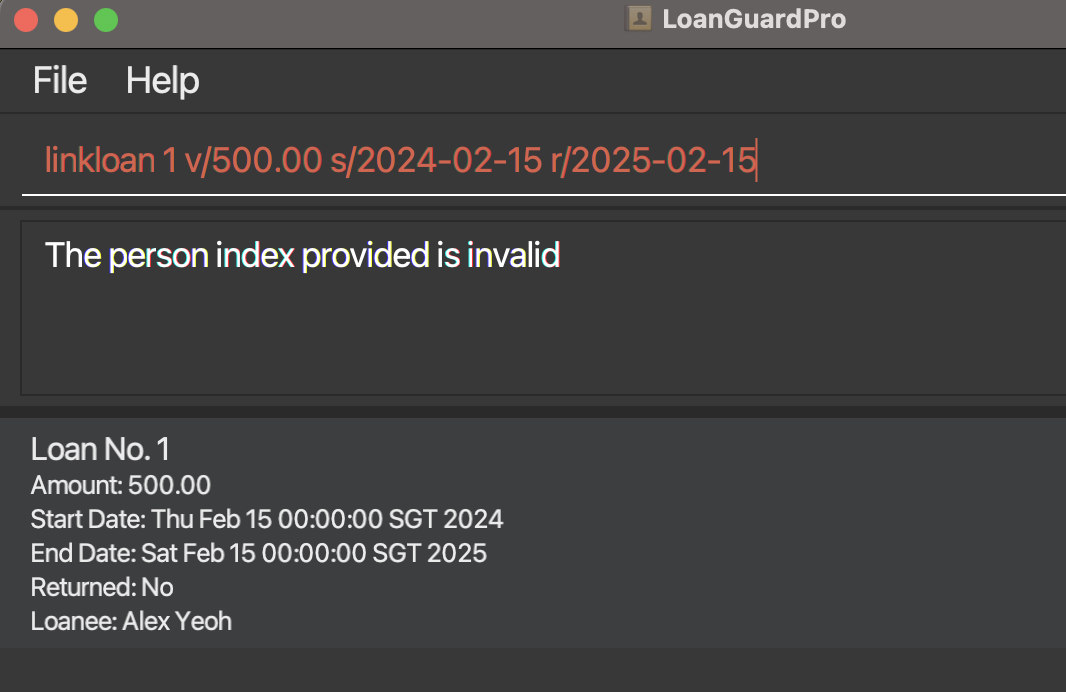 LoanGuardPro
File Help
linkloan 1 v/500.00 s/2024-02-15 r/2025-02-15
The person index provided is invalid
Loan No. 1
Amount: 500.00
Start Date: Thu Feb 15 00:00:00 SGT 2024
End Date: Sat Feb 15 00:00:00 SGT 2025
Returned: No
Loanee: Alex Yeoh